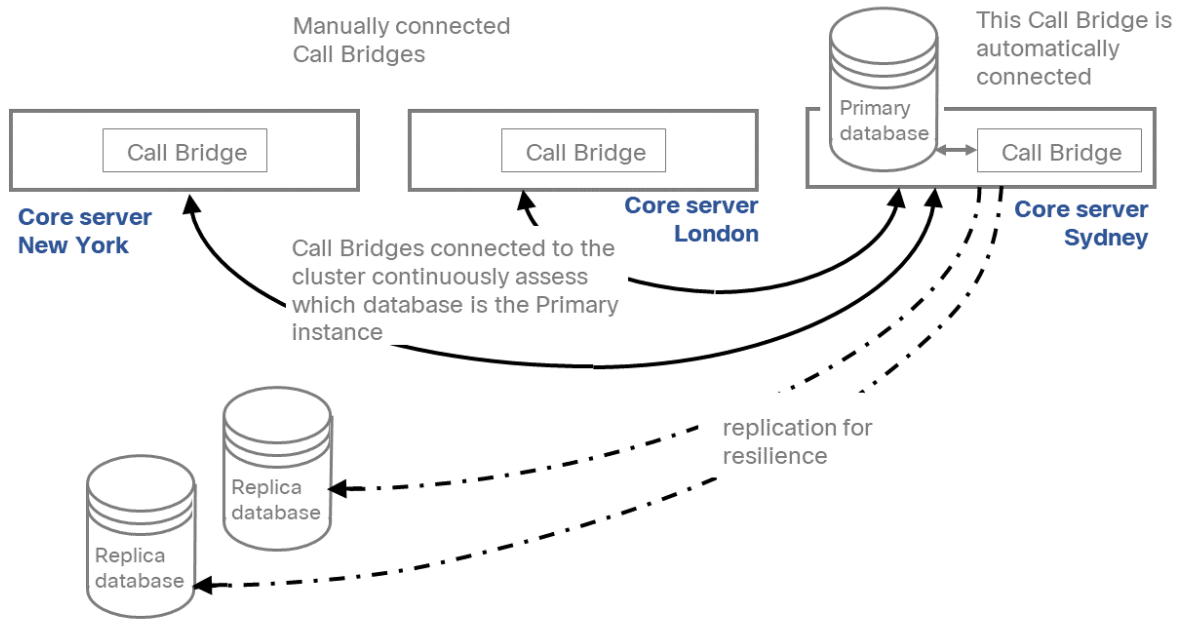 Manually connected
Call Bridges
This Call Bridge is
automatically
connected
Primary
database
Call Bridge
Call Bridge
Call Bridge
Core server
New York
Core server
London
Core server
Sydney
Call Bridges connected to the
cluster continuously assess
which database is the Primary
instance
replication for
resilience
Replica
database
Replica
database